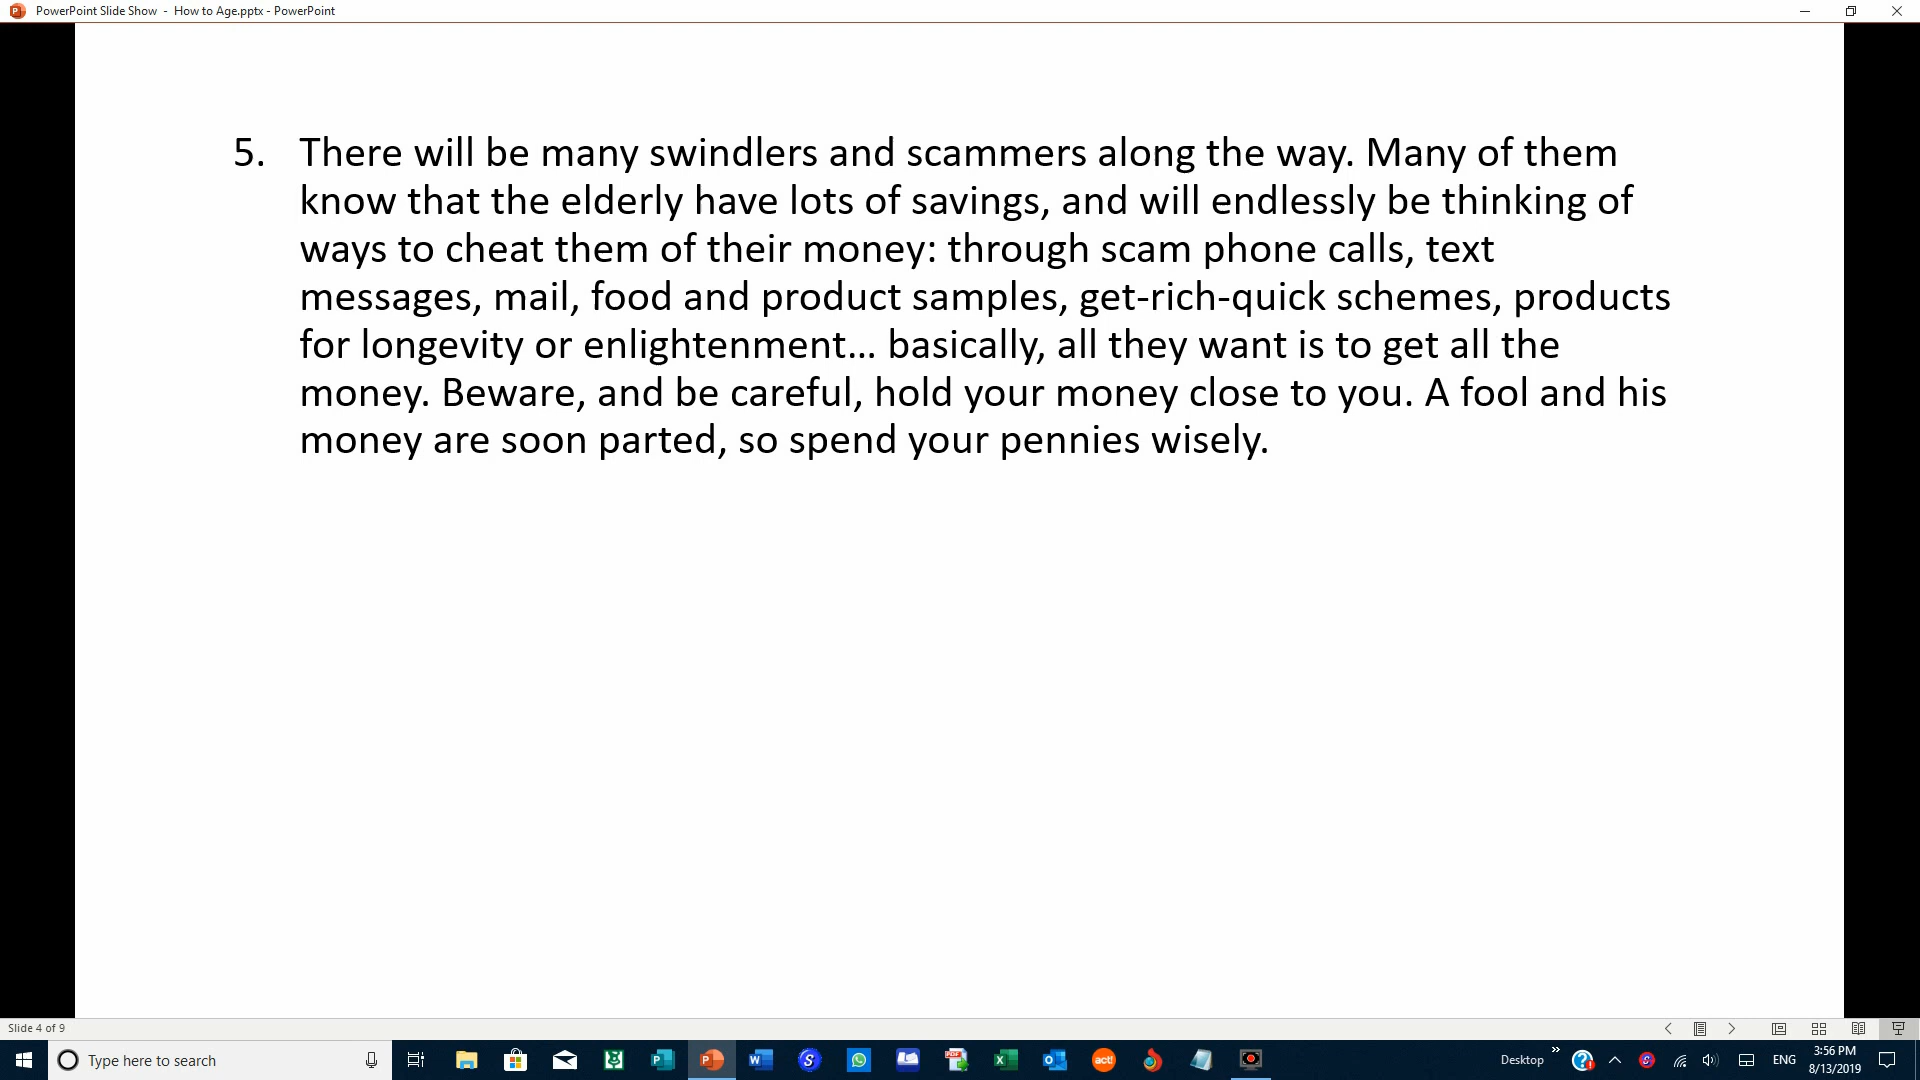 PowerPoint Slide Show - How to Age.pptx - PowerPoint
5. There will be many swindlers and scammers along the way. Many of them
know that the elderly have lots of savings, and will endlessly be thinking of
ways to cheat them of their money: through scam phone calls, text
messages, mail, food and product samples, get-rich-quick schemes, products
for longevity or enlightenment... basically, all they want is to get all the
money. Beware, and be careful, hold your money close to you. A fool and his
money are soon parted, so spend your pennies wisely.
Slide 4 of 9
Type here to search
act!
Desktop
ENG
3:56 PM
8/13/2019